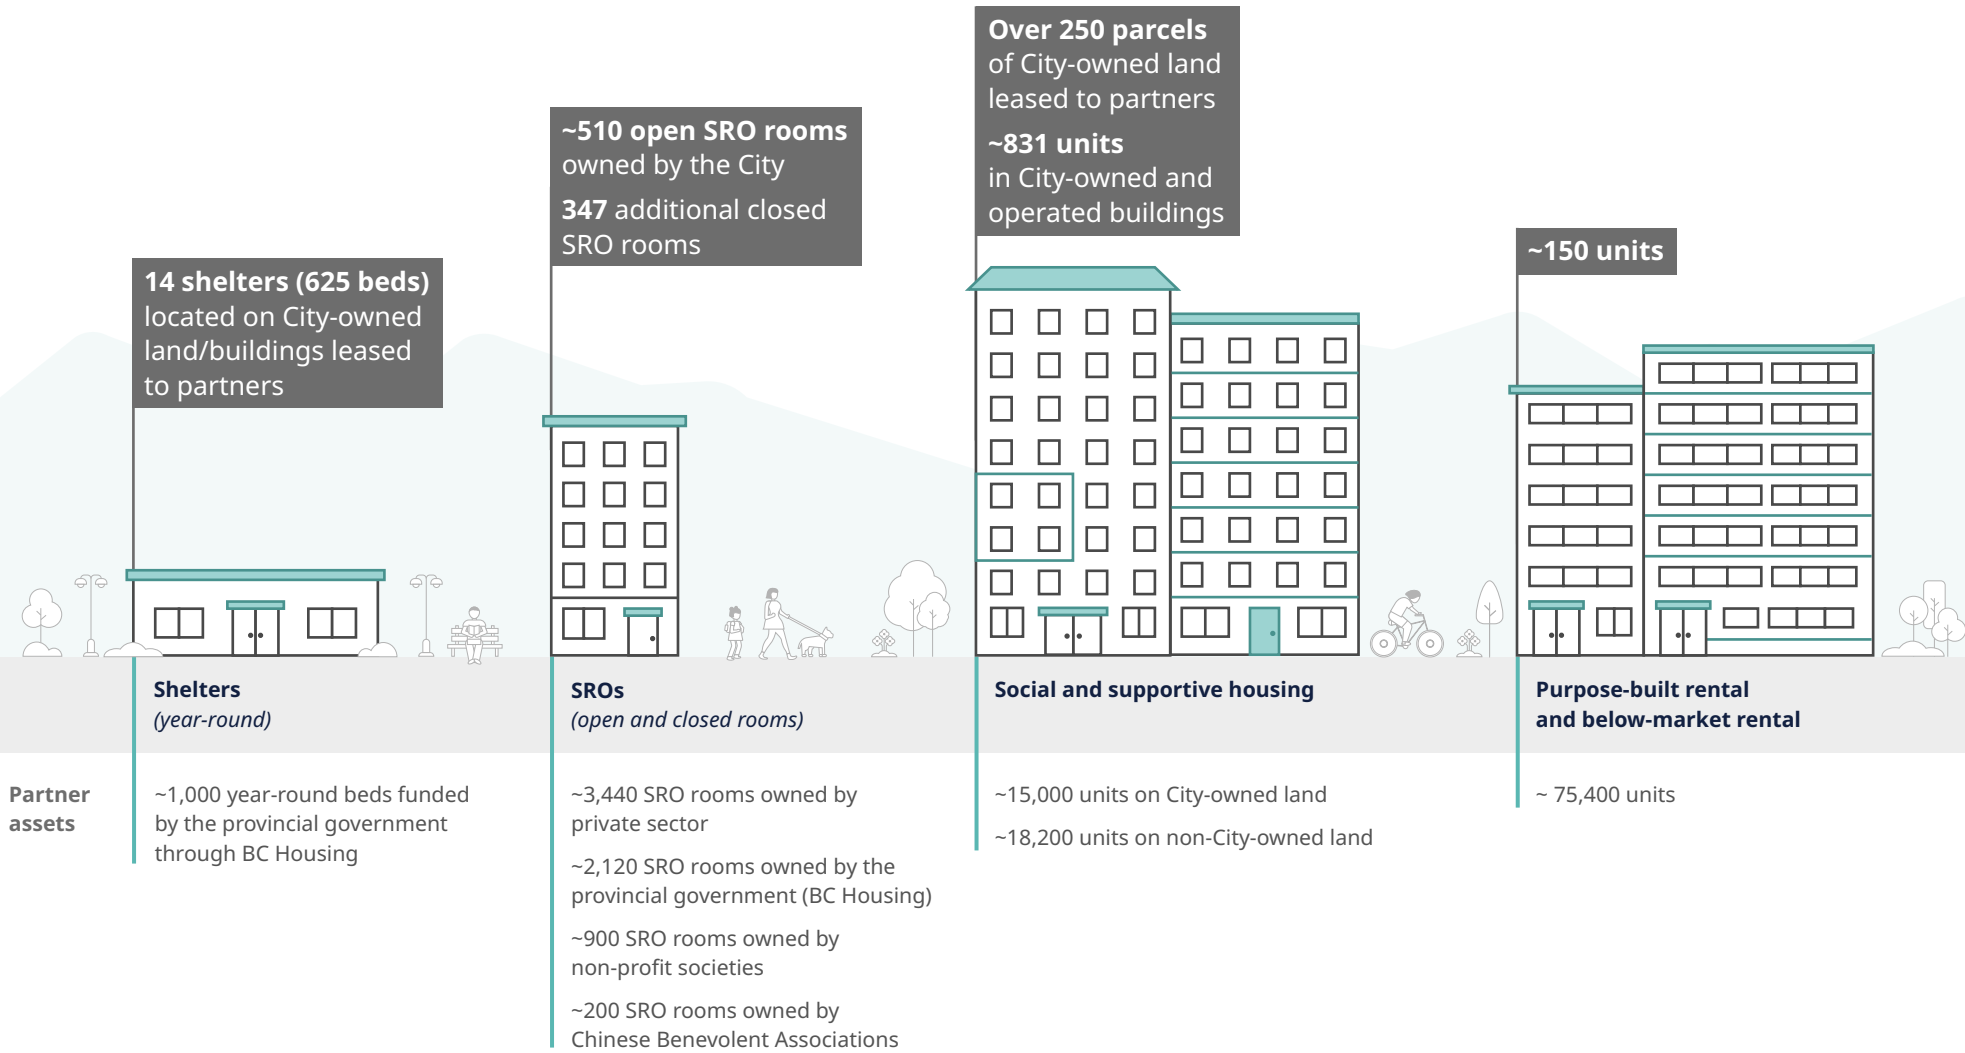 Over 250 parcels
of City-owned land
leased to partners
~831 units
in City-owned and
operated buildings
~510 open SRO rooms
owned by the City
347 additional closed
SRO rooms
~150 units
14 shelters (625 beds)
located on City-owned
land/buildings leased
to partners
Shelters
(year-round)
SROs
(open and closed rooms)
Social and supportive housing
Purpose-built rental
and below-market rental
Partner
assets
~1,000 year-round beds funded
by the provincial government
through BC Housing
~3,440 SRO rooms owned by
private sector
~2,120 SRO rooms owned by the
provincial government (BC Housing)
~900 SRO rooms owned by
non-profit societies
~200 SRO rooms owned by
Chinese Benevolent Associations
~15,000 units on City-owned land
~18,200 units on non-City-owned land
~ 75,400 units